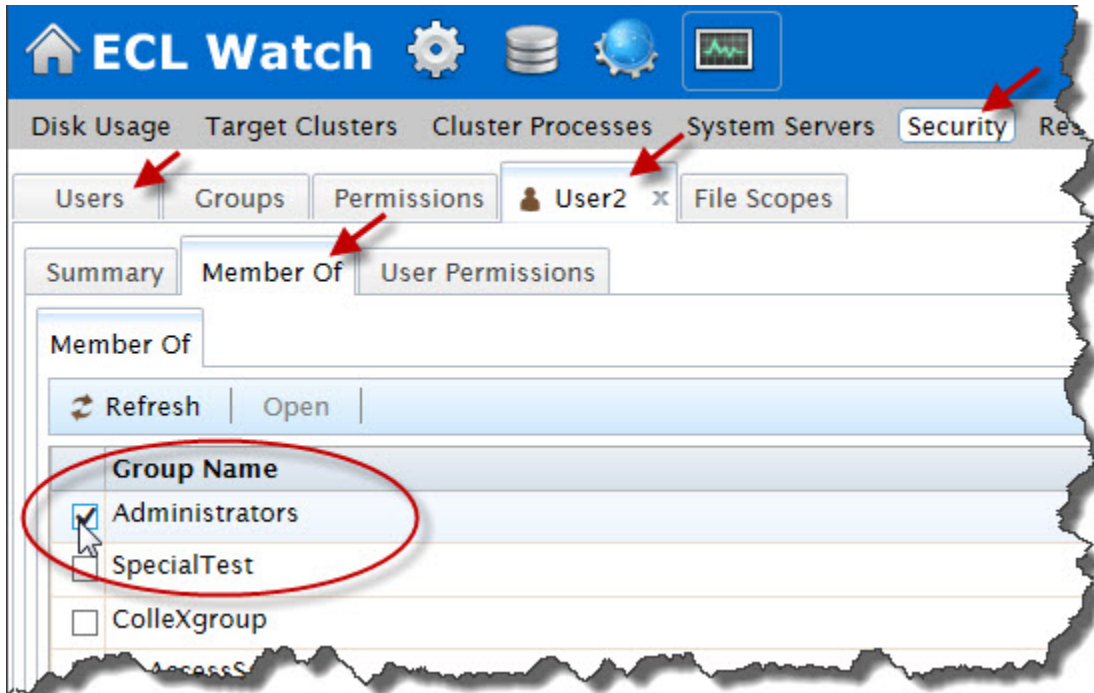 ECL Watch
Disk Usage Target Clusters Cluster Processes System Servers Security
Users Groups Permissions User2 x File Scopes
Summary Member Of User Permissions
Member Of
Refresh Open
Group Name
Administrators
SpecialTest
ColleXgroup